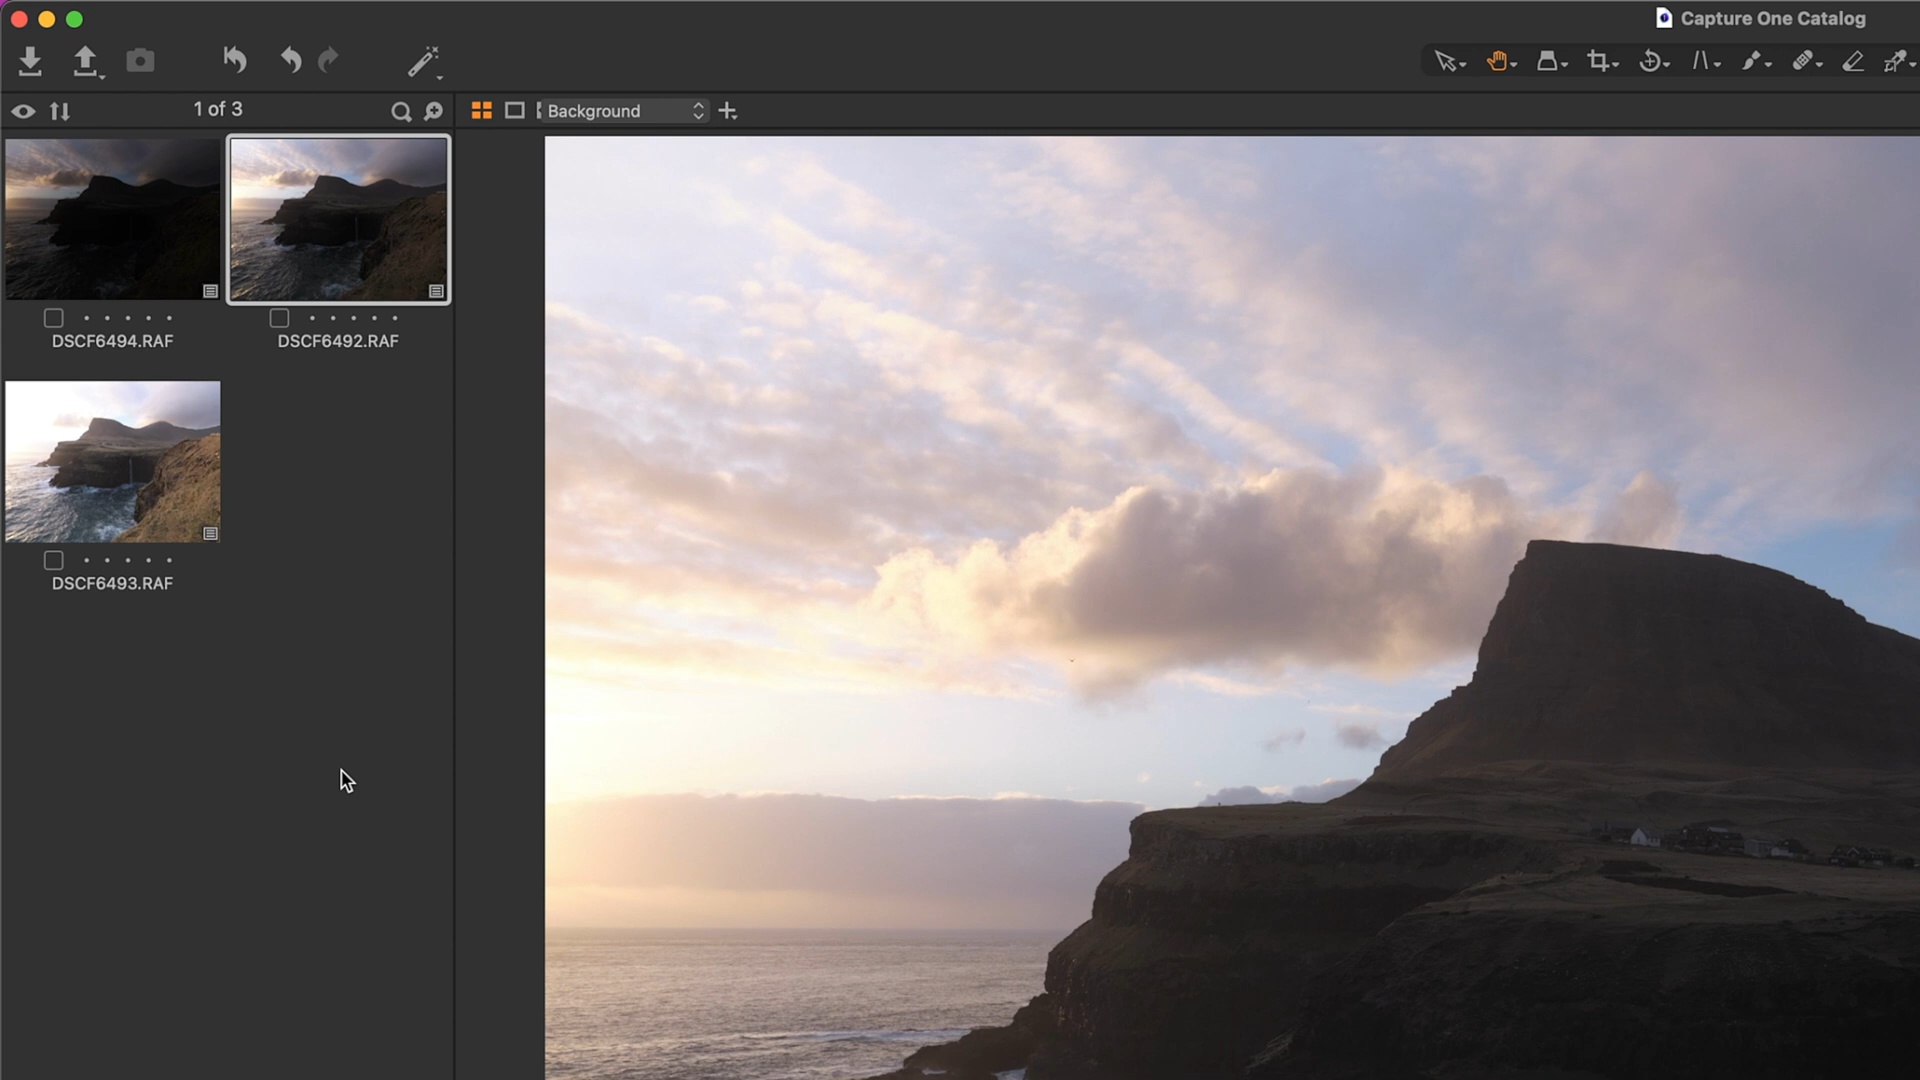 Capture One Catalog
1 of 3
Background
DSCF6494.RAF
DSCF6492.RAF
DSCF6493.RAF